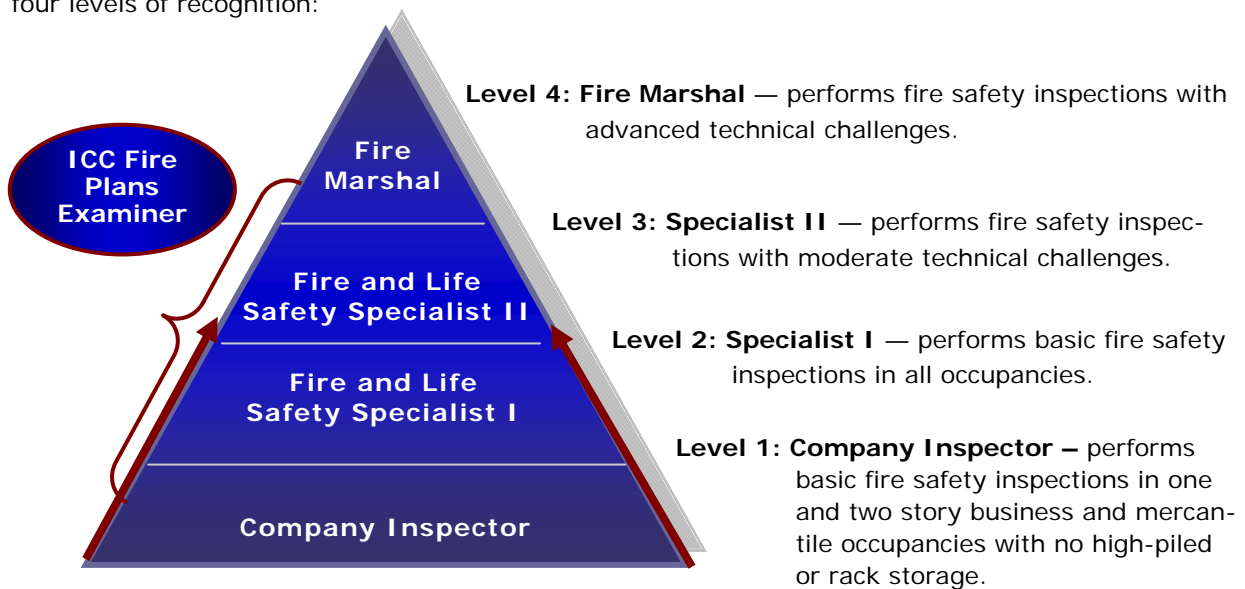 four levels of recognition:
ICC Fire
Plans
Examiner
Fire
Marshal
Fire and Life
Safety Specialist II
Fire and Life
Safety Specialist I
Company Inspector
Level 4: Fire Marshal — performs fire safety inspections with
advanced technical challenges.
Level 3: Specialist II — performs fire safety inspec-
tions with moderate technical challenges.
Level 2: Specialist I — performs basic fire safety
inspections in all occupancies.
Level 1: Company Inspector – performs
basic fire safety inspections in one
and two story business and mercan-
tile occupancies with no high-piled
or rack storage.